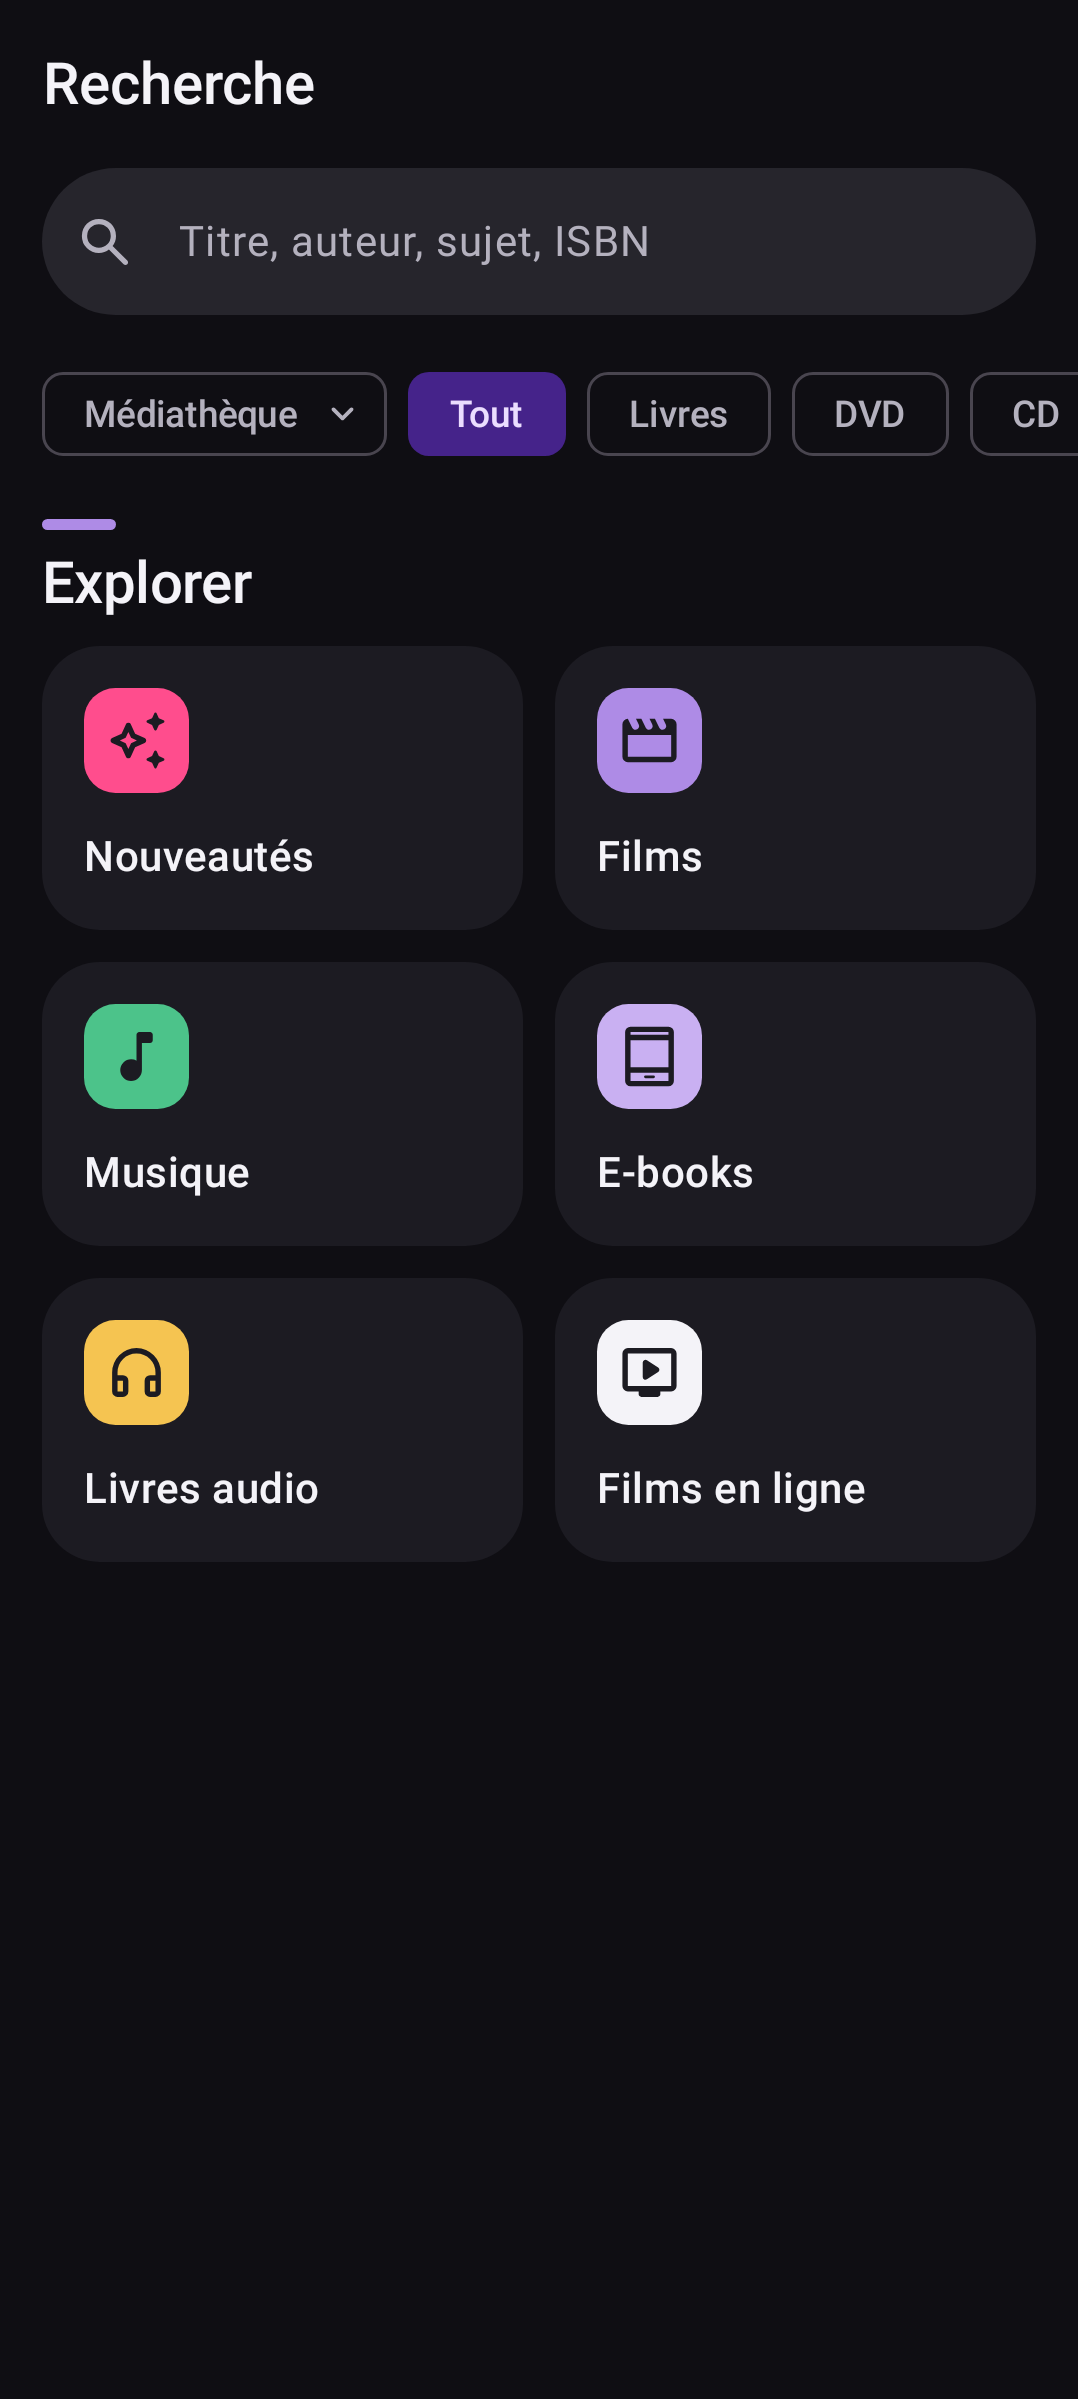 Recherche
Titre, auteur, sujet, ISBN
Médiathèque Tout Livres DVD CD
Explorer
Nouveautés Films
Musique E-books
Livres audio Films en ligne